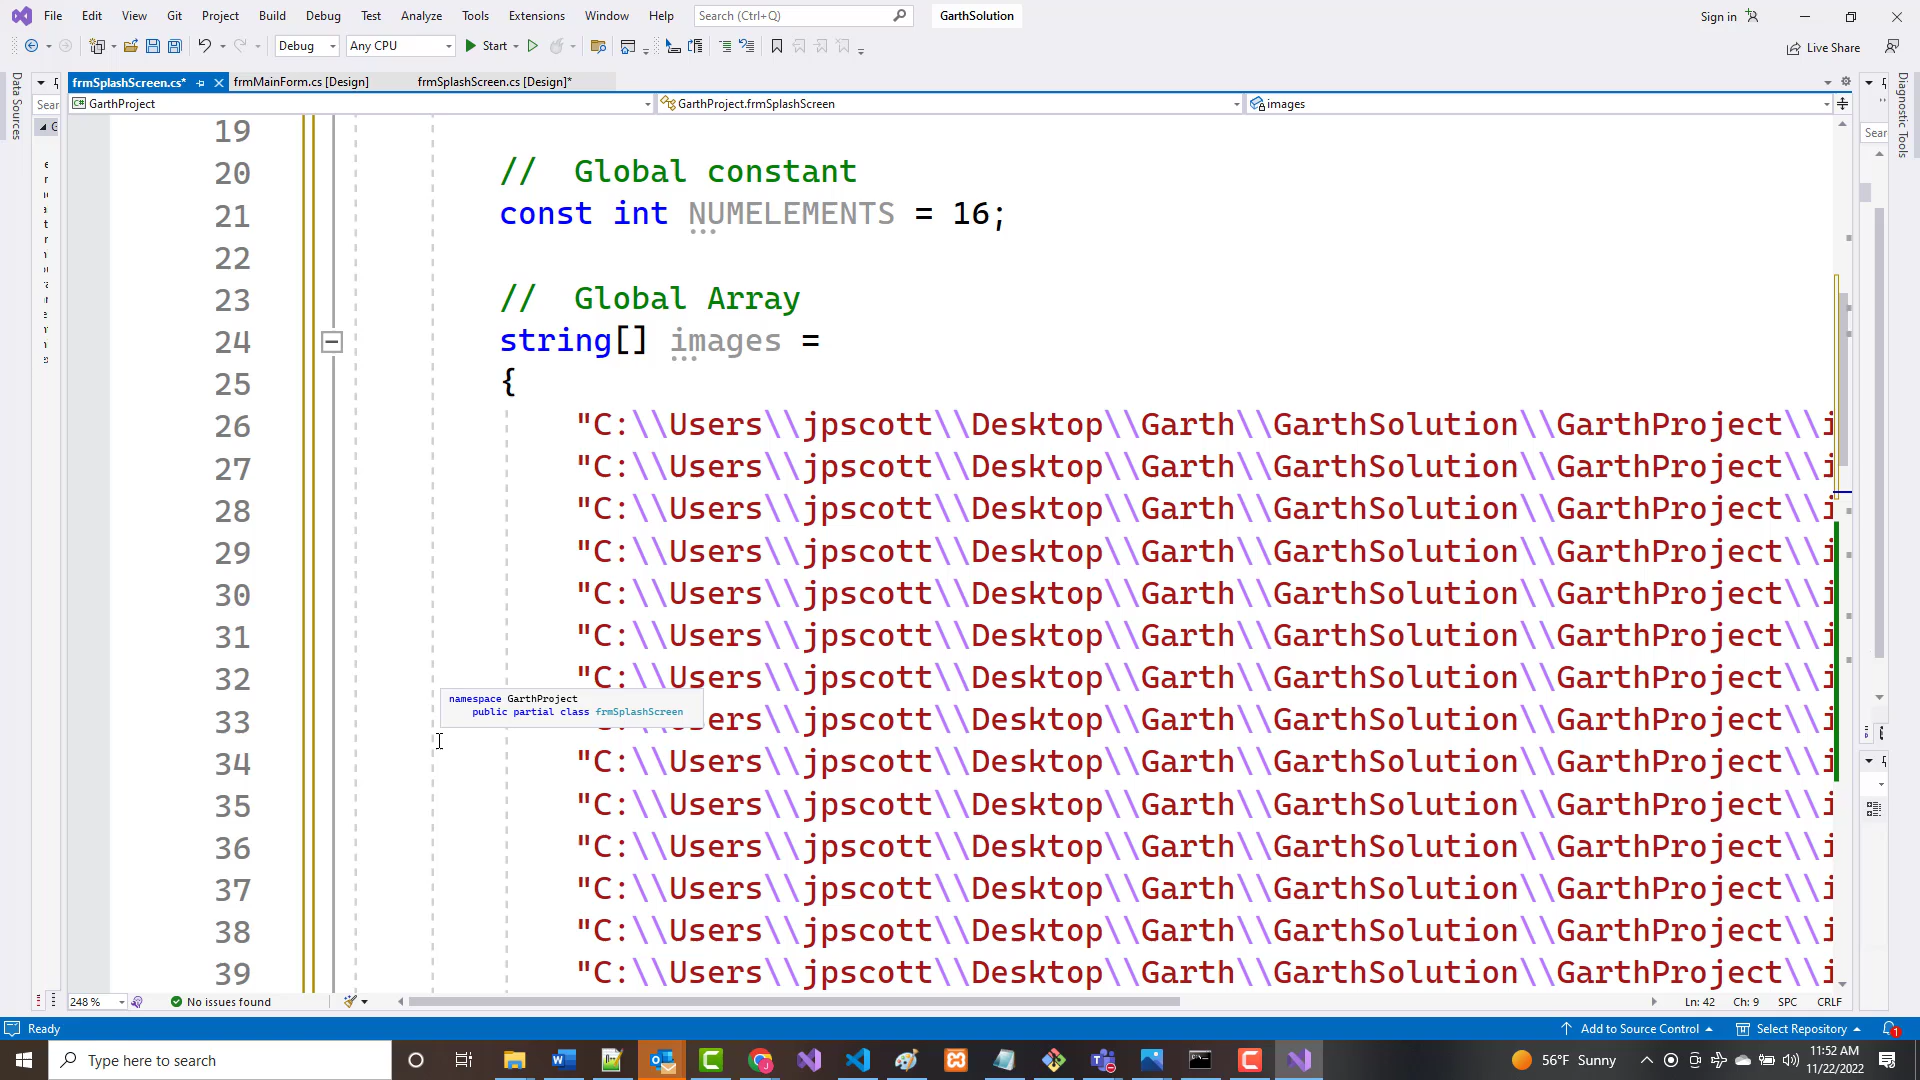 File Edit View Git Project Build Debug Test Analyze Tools Extensions Window Help Search (Ctrl+Q) GarthSolution Sign in
Debug Any CPU Start Live Share
frmSplashScreen.cs* frmMainForm.cs [Design] frmSplashScreen.cs [Design]*
Data Sources
Sear
GarthProject GarthProject.frmSplashScreen images
Sear
Diagnostic Tools
19
20 // Global constant
21 const int NUMELEMENTS = 16;
22
23 // Global Array
24 string[] images =
25 {
26 "C:\\Users\\jpscott\\Desktop\\Garth\\GarthSolution\\GarthProject\\i
27 "C:\\Users\\jpscott\\Desktop\\Garth\\GarthSolution\\GarthProject\\i
28 "C:\\Users\\jpscott\\Desktop\\Garth\\GarthSolution\\GarthProject\\i
29 "C:\\Users\\jpscott\\Desktop\\Garth\\GarthSolution\\GarthProject\\i
30 "C:\\Users\\jpscott\\Desktop\\Garth\\GarthSolution\\GarthProject\\i
31 "C:\\Users\\jpscott\\Desktop\\Garth\\GarthSolution\\GarthProject\\i
32 "C:\\Users\\jpscott\\Desktop\\Garth\\GarthSolution\\GarthProject\\i
namespace GarthProject
public partial class frmSplashScreen
33 sers\\jpscott\\Desktop\\Garth\\GarthSolution\\GarthProject\\i
34 "C:\\Users\\jpscott\\Desktop\\Garth\\GarthSolution\\GarthProject\\i
35 "C:\\Users\\jpscott\\Desktop\\Garth\\GarthSolution\\GarthProject\\i
36 "C:\\Users\\jpscott\\Desktop\\Garth\\GarthSolution\\GarthProject\\i
37 "C:\\Users\\jpscott\\Desktop\\Garth\\GarthSolution\\GarthProject\\i
38 "C:\\Users\\jpscott\\Desktop\\Garth\\GarthSolution\\GarthProject\\i
39 "C:\\Users\\jpscott\\Desktop\\Garth\\GarthSolution\\GarthProject\\i
248 % No issues found Ln: 42 Ch: 9 SPC CRLF
Ready Add to Source Control Select Repository 1
Type here to search 56°F Sunny 11:52 AM
11/22/2022